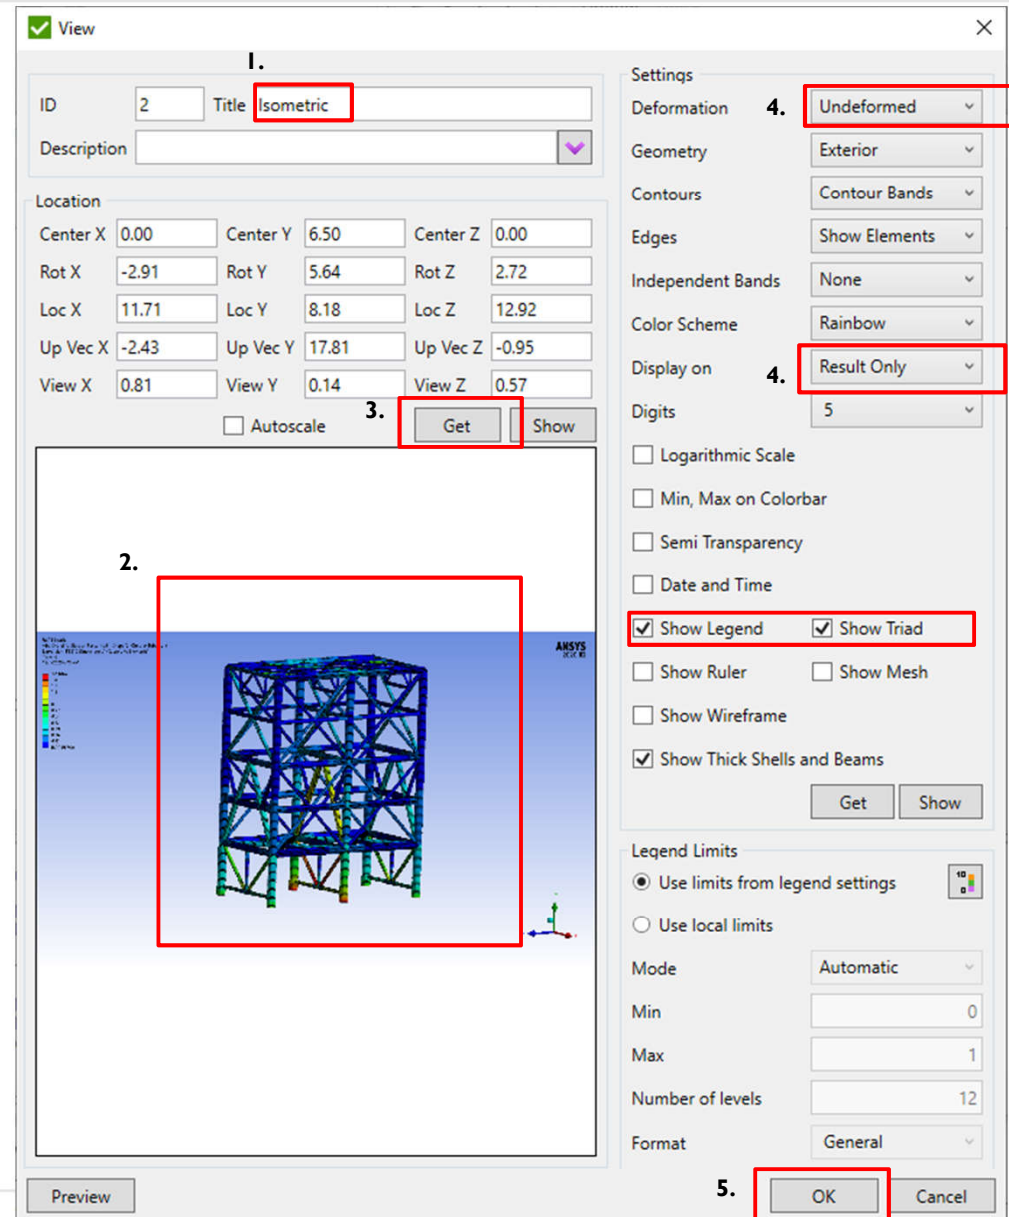 View
1.
ID 2 Title Isometric
Description
Location
Center X 0.00 Center Y 6.50 Center Z 0.00
Rot X -2.91 Rot Y 5.64 Rot Z 2.72
Loc X 11.71 Loc Y 8.18 Loc Z 12.92
Up Vec X -2.43 Up Vec Y 17.81 Up Vec Z -0.95
View X 0.81 View Y 0.14 View Z 0.57
Autoscale 3. Get Show
2.
ANSYS
Preview
Settings
Deformation 4. Undeformed
Geometry Exterior
Contours Contour Bands
Edges Show Elements
Independent Bands None
Color Scheme Rainbow
Display on 4. Result Only
Digits 5
Logarithmic Scale
Min, Max on Colorbar
Semi Transparency
Date and Time
Show Legend Show Triad
Show Ruler Show Mesh
Show Wireframe
Show Thick Shells and Beams
Get Show
Legend Limits
Use limits from legend settings 10 0
Use local limits
Mode Automatic
Min 0
Max 1
Number of levels 12
Format General
5. OK Cancel